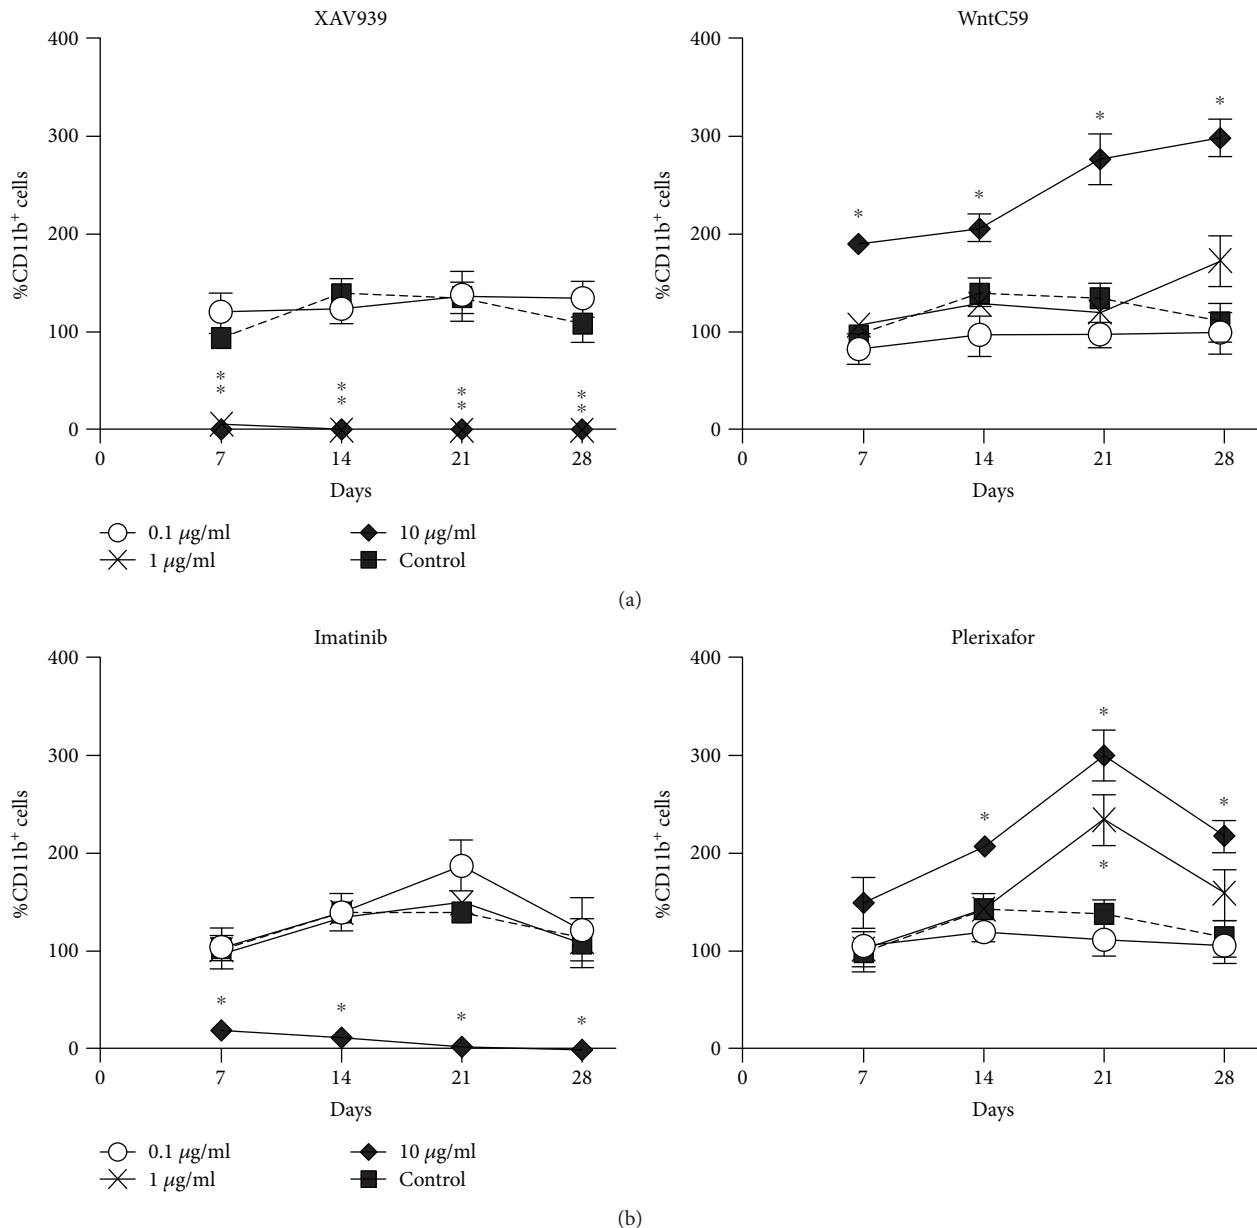 XAV939
WntC59
400
300
200
100
0
%CD11b⁺ cells
* * * *
* * * *
0 7 14 21 28
Days
400
300
200
100
0
%CD11b⁺ cells
* * * *
0 7 14 21 28
Days
0.1 μg/ml
10 μg/ml
1 μg/ml
Control
(a)
Imatinib
Plerixafor
400
300
200
100
0
%CD11b⁺ cells
* * * *
0 7 14 21 28
Days
400
300
200
100
0
%CD11b⁺ cells
* * *
*
0 7 14 21 28
Days
0.1 μg/ml
10 μg/ml
1 μg/ml
Control
(b)